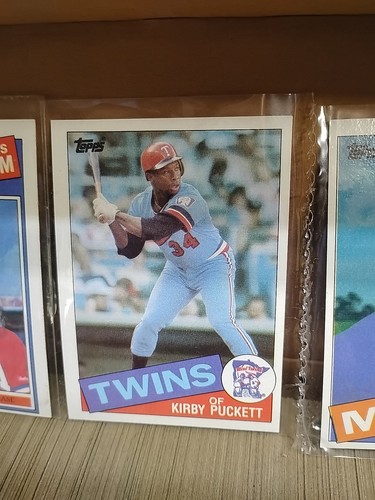 Topps
T
34
TWINS
OF
KIRBY PUCKETT
S
M
M